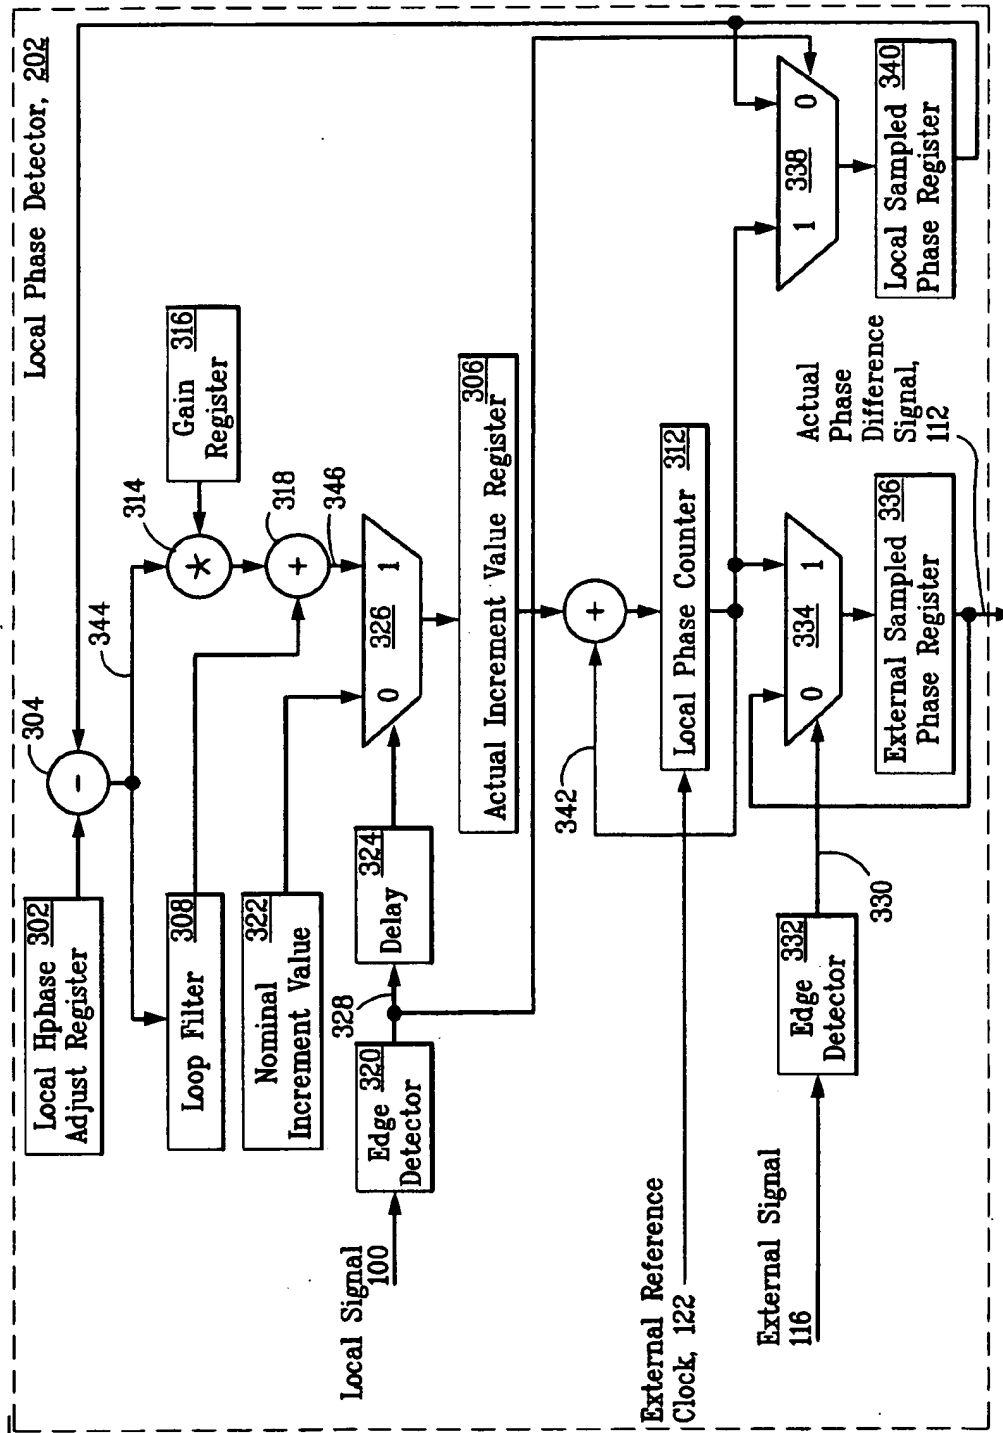 Local Phase Detector, 202
Local Hphase 302
Adjust Register
304
344
314
Gain 316
Register
Loop Filter 308
318
346
Nominal 322
Increment Value
Local Signal
100
Edge 320
Detector
328
Delay 324
0 326 1
Actual Increment Value Register 306
342
+
-
*
+
External Reference
Clock, 122
Local Phase Counter 312
External Signal
116
Edge 332
Detector
330
0 334 1
External Sampled 336
Phase Register
Actual
Phase
Difference
Signal,
112
1 338 0
Local Sampled 340
Phase Register